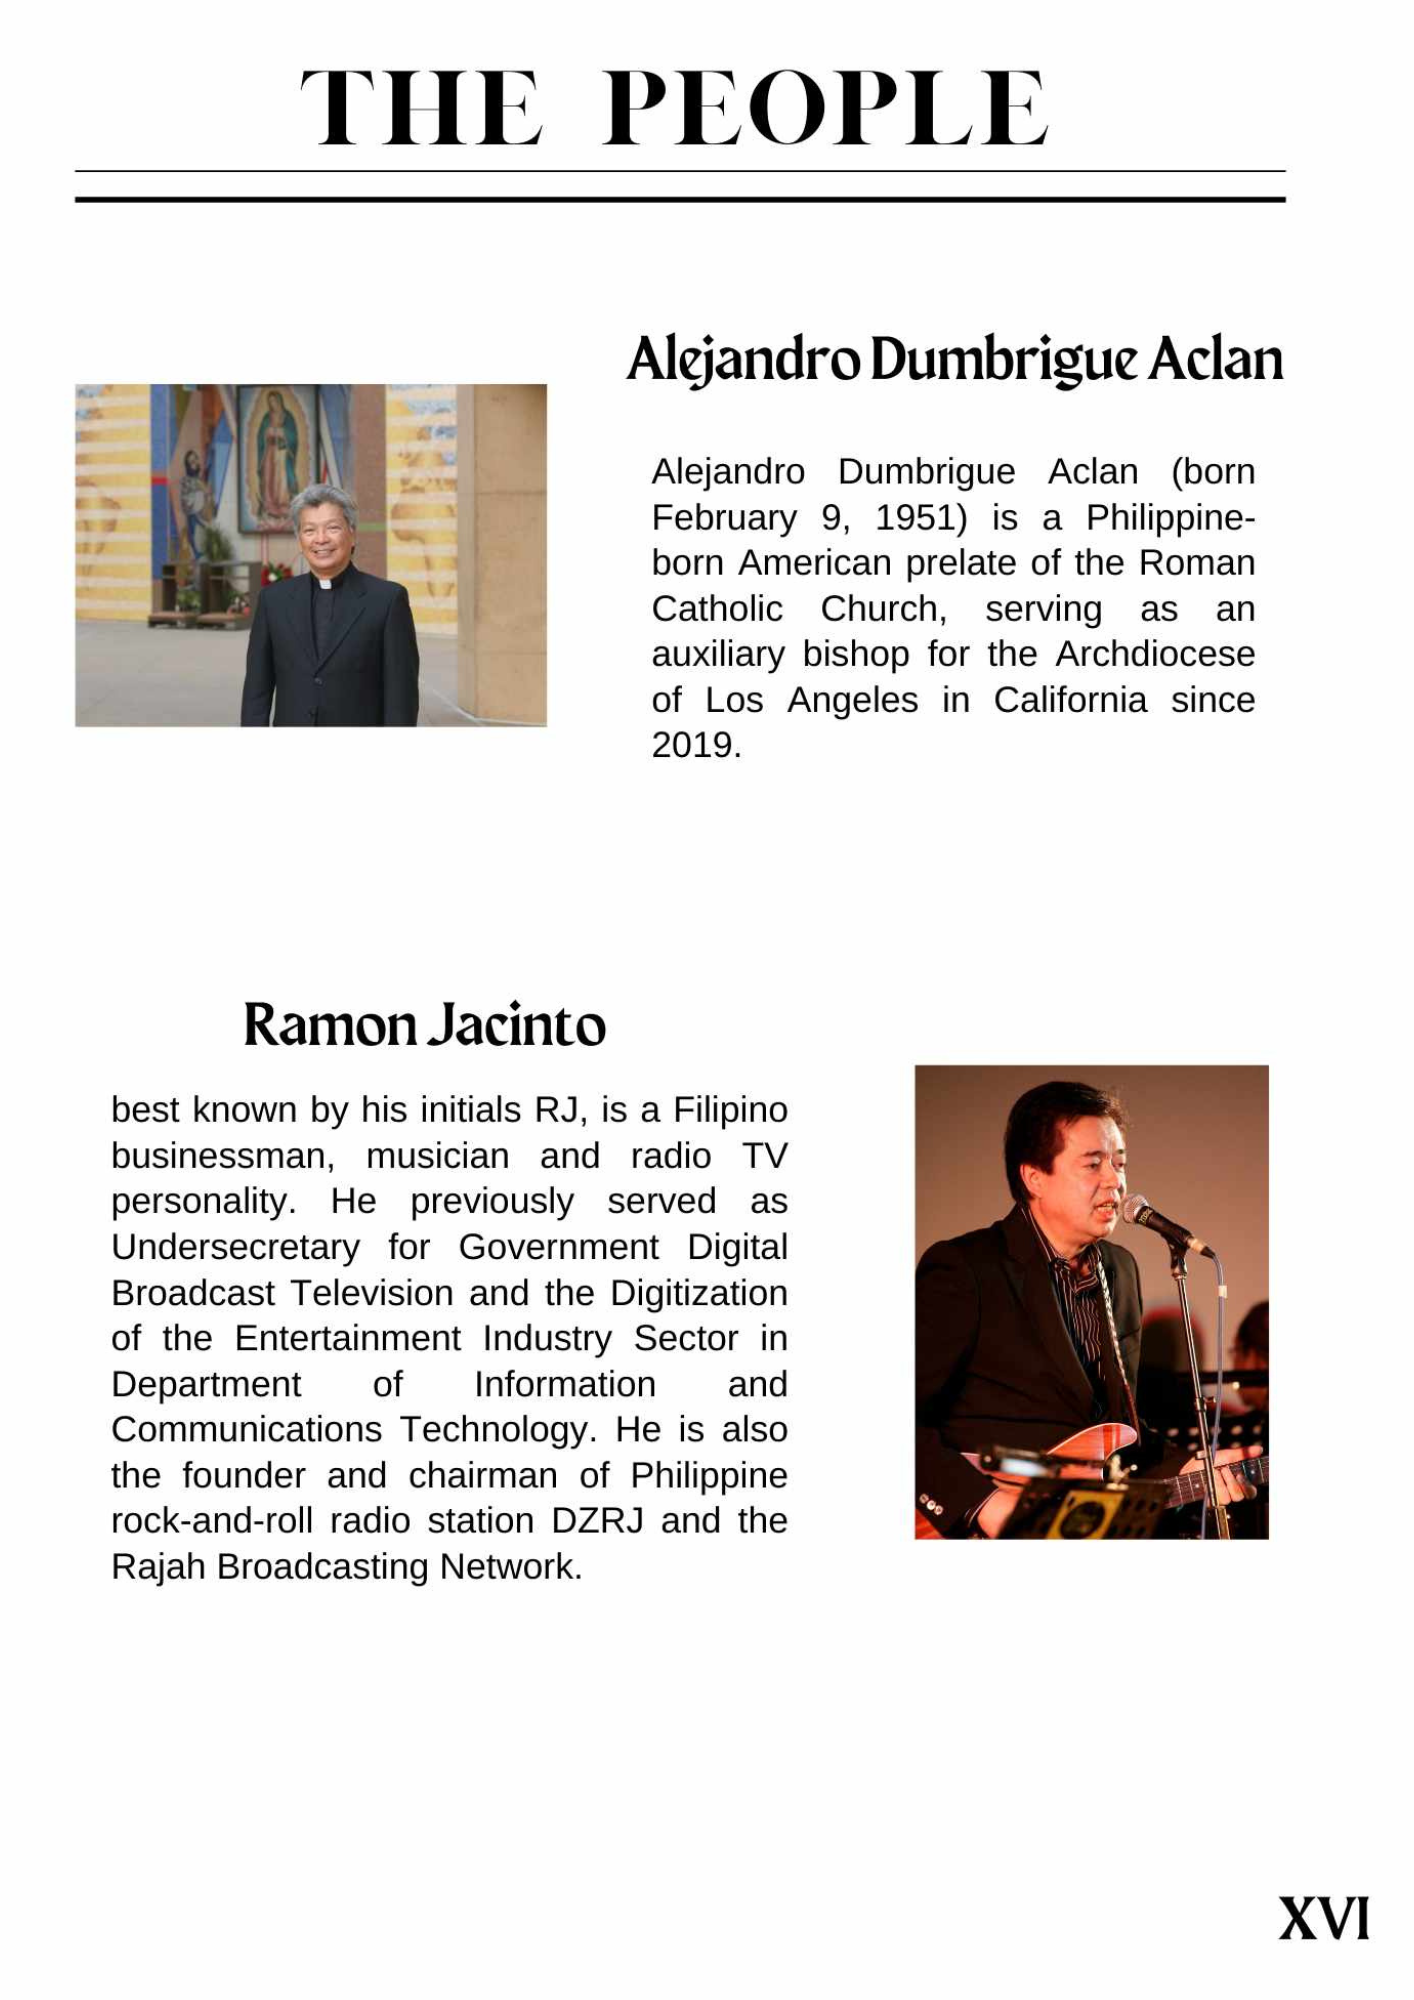 THE PEOPLE
Alejandro Dumbrigue Aclan
Alejandro Dumbrigue Aclan (born
February 9, 1951) is a Philippine-
born American prelate of the Roman
Catholic Church, serving as an
auxiliary bishop for the Archdiocese
of Los Angeles in California since
2019.
Ramon Jacinto
best known by his initials RJ, is a Filipino
businessman, musician and radio TV
personality. He previously served as
Undersecretary for Government Digital
Broadcast Television and the Digitization
of the Entertainment Industry Sector in
Department of Information and
Communications Technology. He is also
the founder and chairman of Philippine
rock-and-roll radio station DZRJ and the
Rajah Broadcasting Network.
XVI